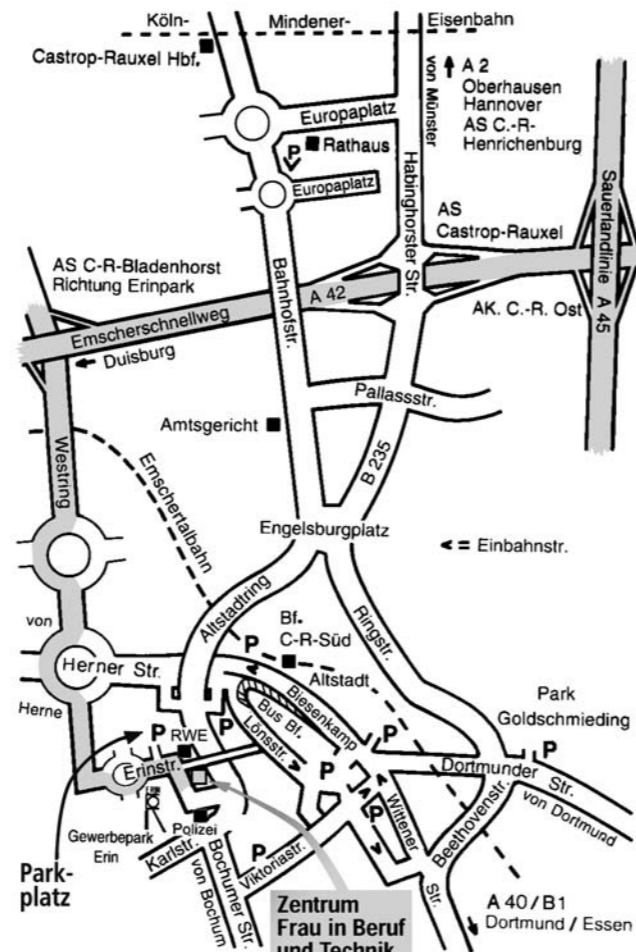 Köln- Mindener- Eisenbahn
Castrop-Rauxel Hbf.
von Münster
A 2
Oberhausen
Hannover
AS C.-R-
Henrichenburg
Europaplatz
P
Rathaus
Europaplatz
Habinghorster Str.
Sauerlandlinie A 45
AS
Castrop-Rauxel
AS C-R-Bladenhorst
Richtung Erinpark
Bahnhofstr.
A 42
Emscherschnellweg
AK. C.-R. Ost
Duisburg
Pallasstr.
Amtsgericht
Westring
Emschertalbahn
B 235
Engelsburgplatz
Einbahnstr.
Altstadtring
Ringstr.
von
Herne
Herner Str.
P
Bf.
C-R-Süd
Altstadt
Biesenkamp
Bus Bf.
Lönsstr.
Park
Goldschmieding
P
P
RWE
P
P
P
Erinstr.
Dortmunder Str.
von Dortmund
Wittener Str.
P
Beethovenstr.
Gewerbepark
Erin
Polizei
Karlstr.
Bochumer Str.
von Bochum
P
Viktoriastr.
Park-
platz
Zentrum
Frau in Beruf
und Technik
A 40 / B1
Dortmund / Essen